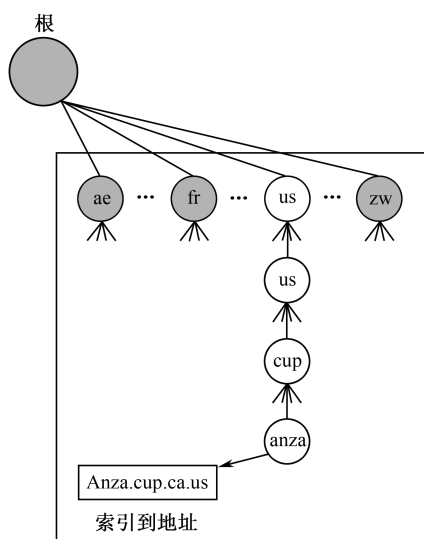 根
ae ... fr ... us ... zw
us
cup
anza
Anza.cup.ca.us
索引到地址